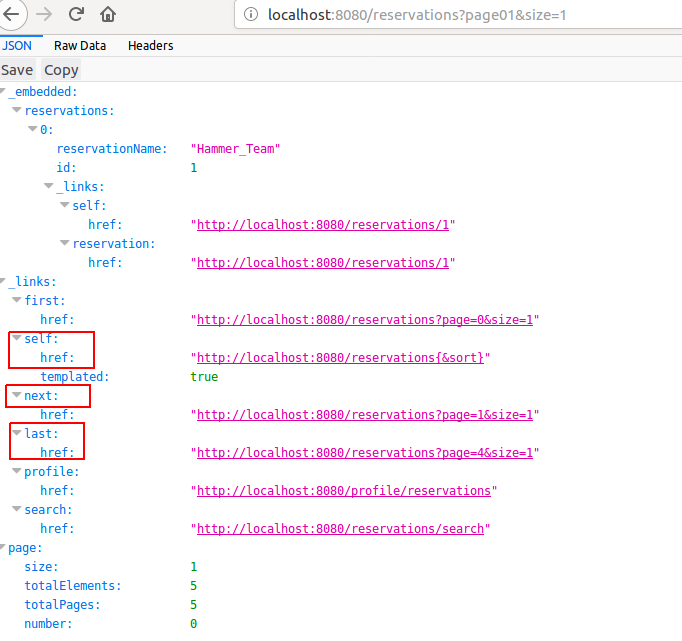 localhost:8080/reservations?page01&size=1
JSON Raw Data Headers
Save Copy
_embedded:
reservations:
0:
reservationName: "Hammer_Team"
id: 1
_links:
self:
href: "http://localhost:8080/reservations/1"
reservation:
href: "http://localhost:8080/reservations/1"
_links:
first:
href: "http://localhost:8080/reservations?page=0&size=1"
self:
href: "http://localhost:8080/reservations{&sort}"
templated: true
next:
href: "http://localhost:8080/reservations?page=1&size=1"
last:
href: "http://localhost:8080/reservations?page=4&size=1"
profile:
href: "http://localhost:8080/profile/reservations"
search:
href: "http://localhost:8080/reservations/search"
page:
size: 1
totalElements: 5
totalPages: 5
number: 0